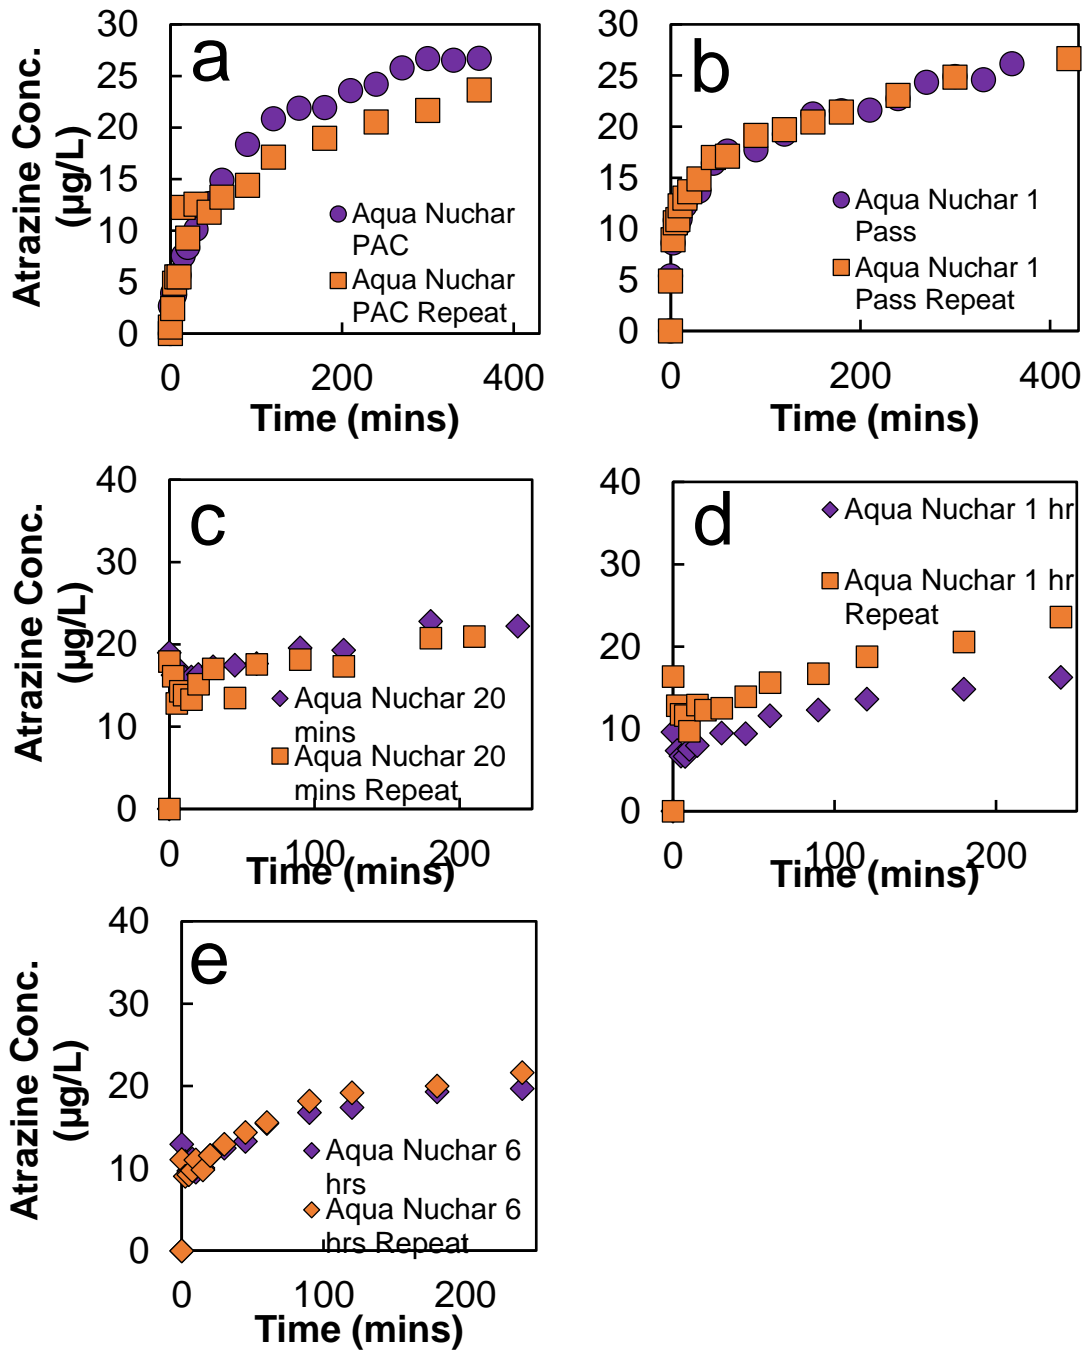 Atrazine Conc.
(µg/L)
30
25
20
15
10
5
0
a
Aqua Nuchar
PAC
Aqua Nuchar
PAC Repeat
0
200
400
Time (mins)
30
25
20
15
10
5
0
b
Aqua Nuchar 1
Pass
Aqua Nuchar 1
Pass Repeat
0
200
400
Time (mins)
Atrazine Conc.
(µg/L)
40
30
20
10
0
c
Aqua Nuchar 20
mins
Aqua Nuchar 20
mins Repeat
0
100
200
Time (mins)
40
30
20
10
0
d
Aqua Nuchar 1 hr
Aqua Nuchar 1 hr
Repeat
0
100
200
Time (mins)
Atrazine Conc.
(µg/L)
40
30
20
10
0
e
Aqua Nuchar 6
hrs
Aqua Nuchar 6
hrs Repeat
0
100
200
Time (mins)